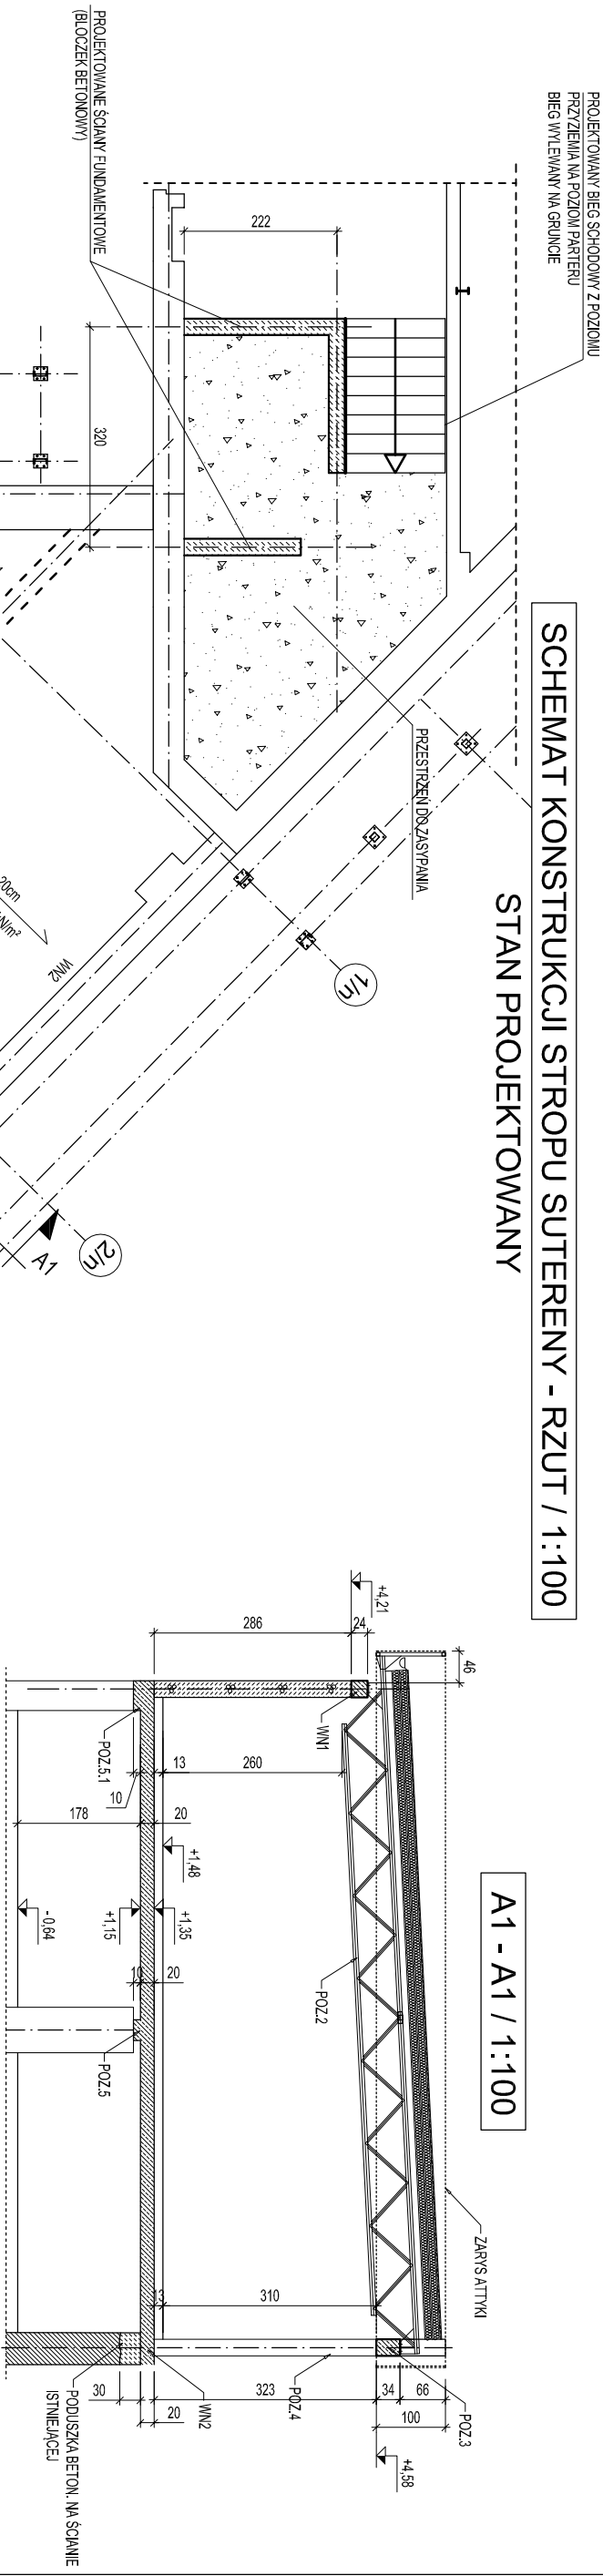 SCHEMAT KONSTRUKCJI STROPU SUTERENY - RZUT / 1:100
STAN PROJEKTOWANY
PROJEKTOWANY BIEG SCHODOWY Z POZIOMU
PRZYZIEMIA NA POZIOM PARTERU
BIEG WYLEWANY NA GRUNCIE
PROJEKTOWANE ŚCIANY FUNDAMENTOWE
(BLOCZEK BETONOWY)
222
320
PRZESTRZEŃ DO ZASYPANIA
1/m
2/m
A1
WN2
20cm
kN/m²
A1 - A1 / 1:100
ZARYS ATTYKI
46
+4,21
24
286
WN1
260
13
POZ.5.1
10
20
178
+1,48
+1,35
+1,15
-0,64
20
10
POZ.5
POZ.2
310
13
POZ.3
66
34
100
+4,58
323
POZ.4
WN2
20
30
PODUSZKA BETON. NA ŚCIANIE
ISTNIEJĄCEJ